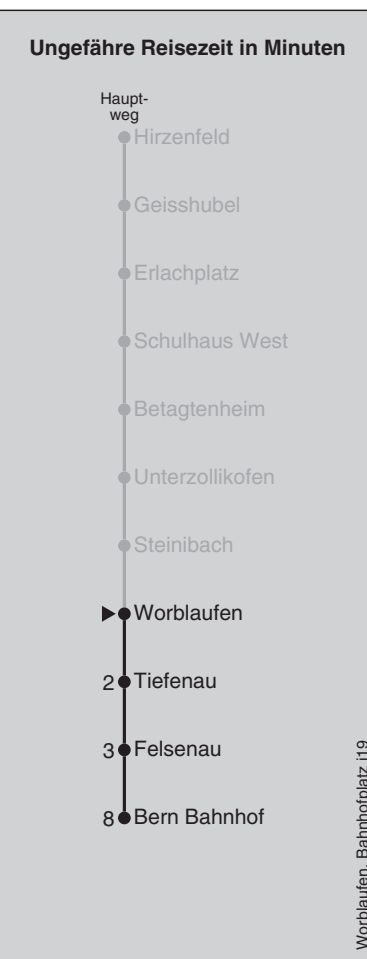 Ungefähre Reisezeit in Minuten
Haupt-
weg
Hirzenfeld
Geisshubel
Erlachplatz
Schulhaus West
Betagtenheim
Unterzollikofen
Steinibach
Worblaufen
2 Tiefenau
3 Felsenau
8 Bern Bahnhof
Worblaufen, Bahnhofplatz j19